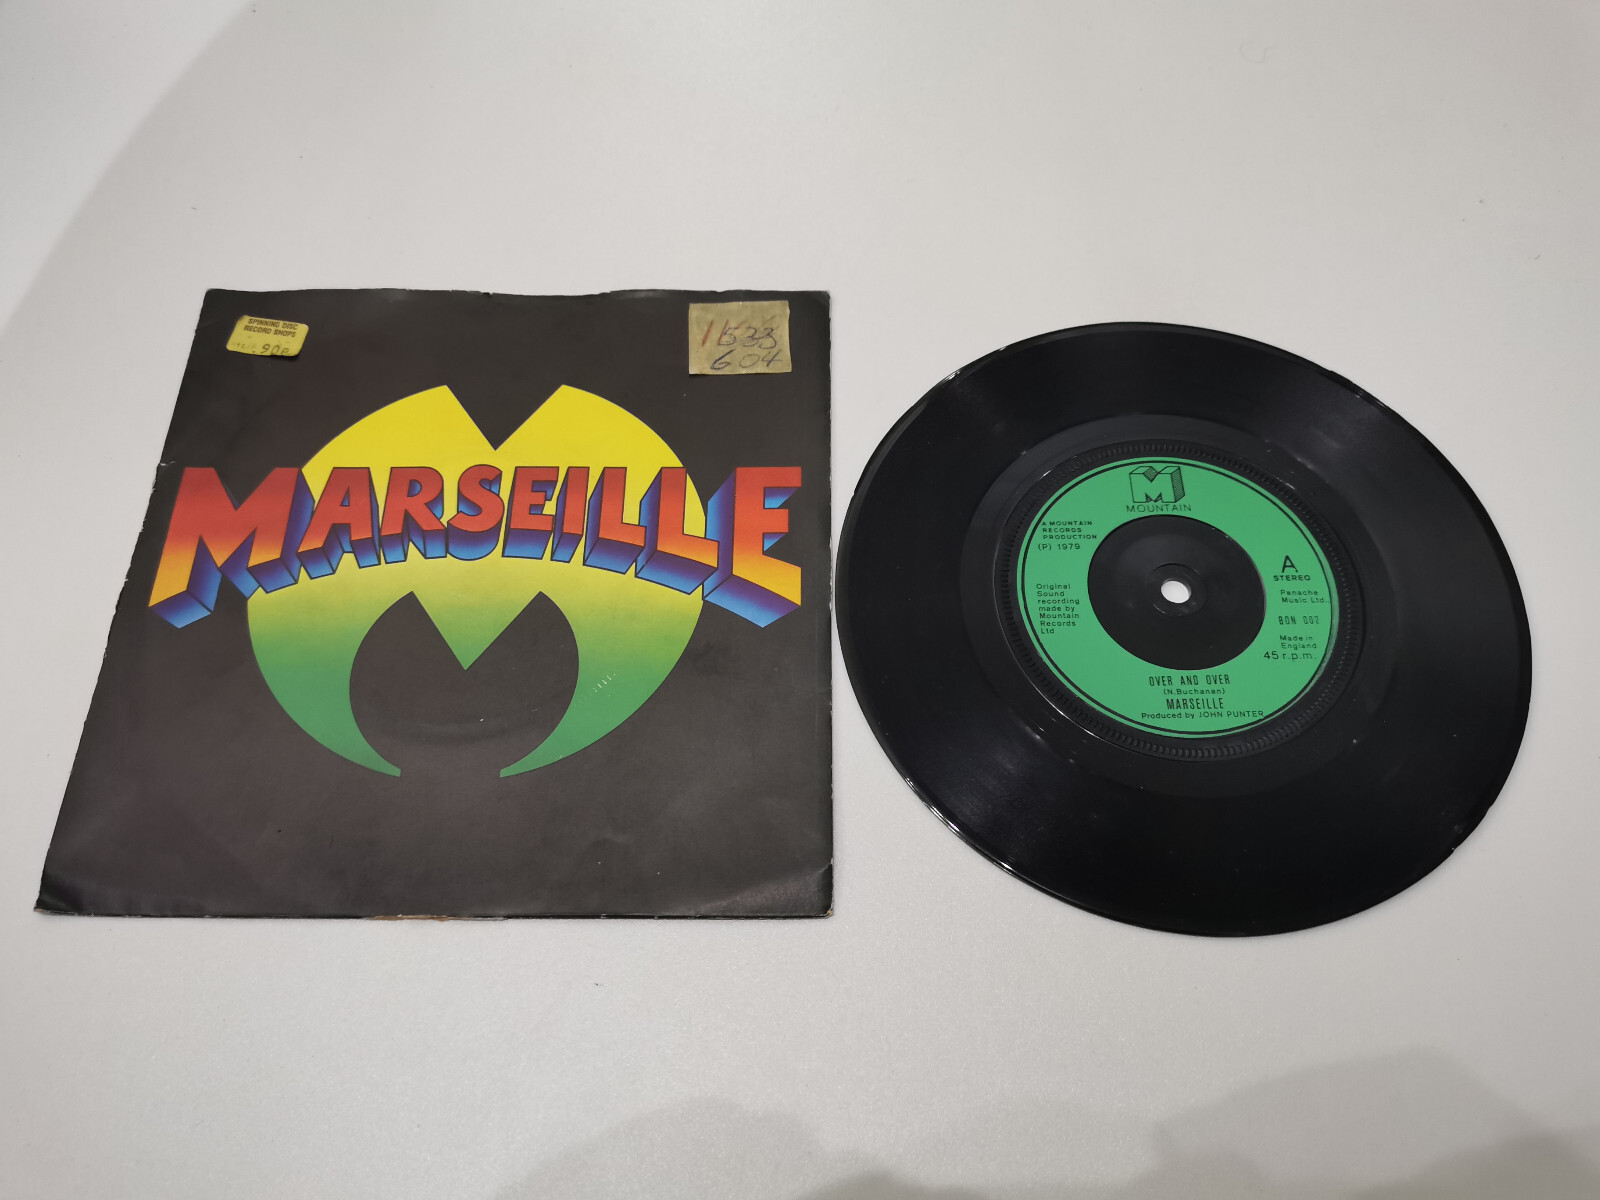 SPINNING DISC
RECORD SHOPS
90P
11533
604
MARSEILLE
M
MOUNTAIN
A MOUNTAIN
RECORDS
PRODUCTION
(P) 1979
Original
Sound
recording
made by
Mountain
Records
Ltd
A
STEREO
Panache
Music Ltd.
BON 002
Made in
England
45 r.p.m.
OVER AND OVER
(N.Buchanan)
MARSEILLE
Produced by JOHN PUNTER